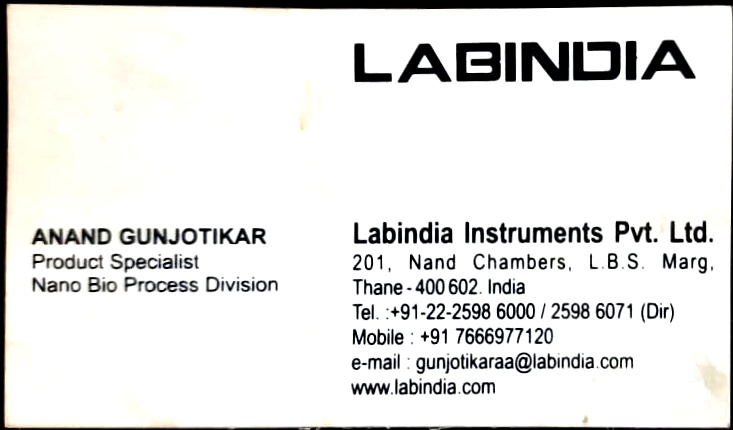 LABINDIA
ANAND GUNJOTIKAR
Product Specialist
Nano Bio Process Division
Labindia Instruments Pvt. Ltd.
201, Nand Chambers, L.B.S. Marg,
Thane - 400 602. India
Tel. :+91-22-2598 6000 / 2598 6071 (Dir)
Mobile : +91 7666977120
e-mail : gunjotikaraa@labindia.com
www.labindia.com